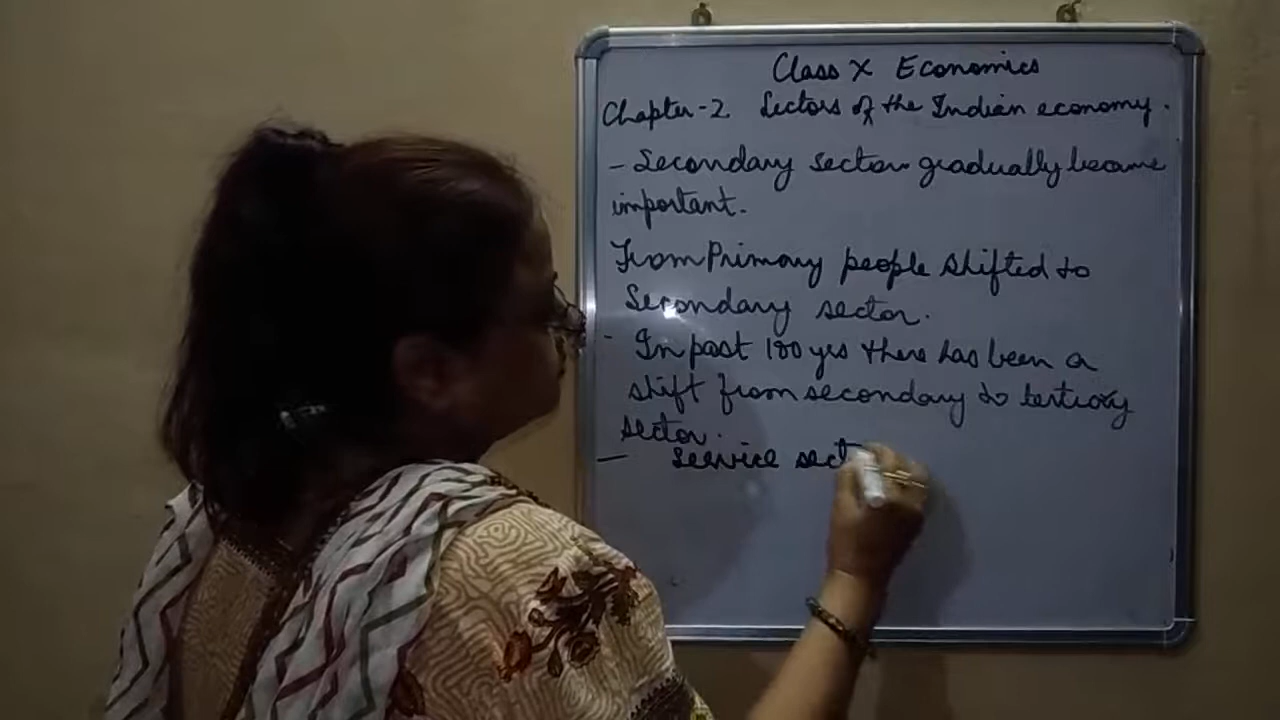 Class X Economics
Chapter-2 Sectors of the Indian economy.
- Secondary sector gradually became
important.
From Primary people shifted to
Secondary sector.
- In past 100 yrs there has been a
shift from secondary to tertiary
sector.
- Service sect